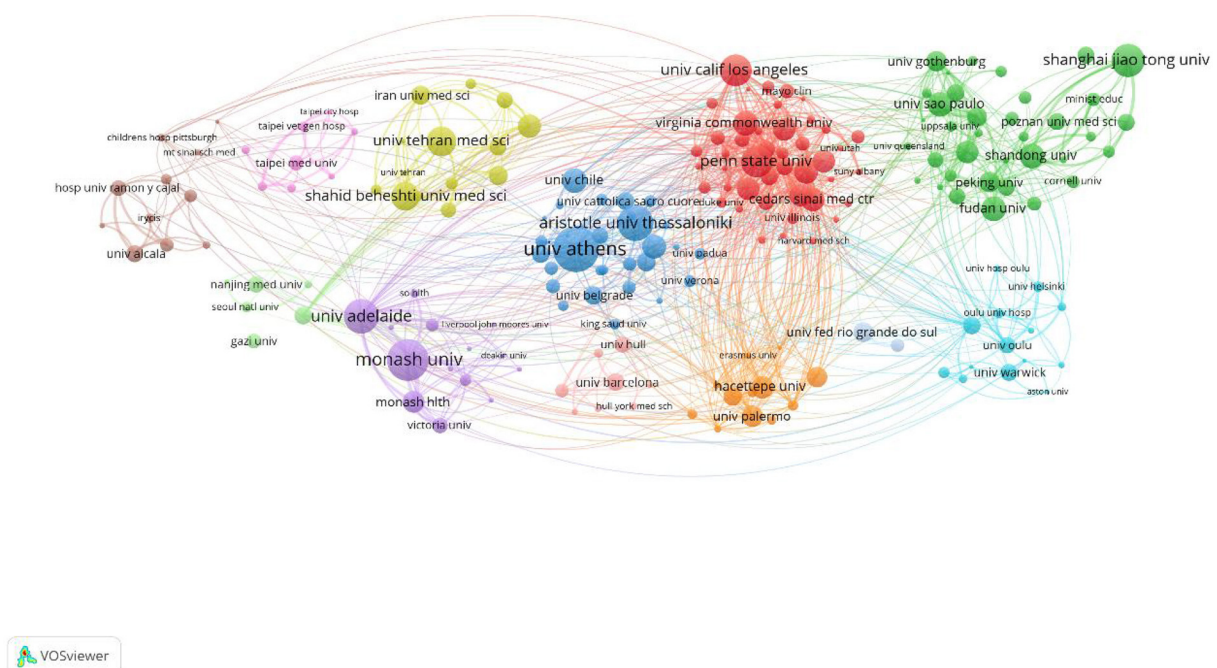 univ calif los angeles
mayo clin
virginia commonwealth univ
univ utah
penn state univ
suny albany
cedars sinai med ctr
duke univ
univ illinois
harvard med sch
univ gothenburg
shanghai jiao tong univ
univ sao paulo
minist educ
poznan univ med sci
uppsala univ
univ queensland
shandong univ
peking univ
cornell univ
fudan univ
iran univ med sci
univ tehran med sci
univ tehran
shahid beheshti univ med sci
taipei city hosp
taipei vet gen hosp
taipei med univ
childrens hosp pittsburgh
mt sinai sch med
hosp univ ramon y cajal
irycis
univ alcala
univ chile
univ cattolica sacro cuore
aristotle univ thessaloniki
univ athens
univ padua
univ verona
univ belgrade
king saud univ
nanjing med univ
seoul natl univ
gazi univ
so hlth
univ adelaide
liverpool john moores univ
monash univ
deakin univ
monash hlth
victoria univ
univ hull
univ barcelona
hull york med sch
univ fed rio grande do sul
erasmus univ
hacettepe univ
univ palermo
univ hosp oulu
univ helsinki
oulu univ hosp
univ oulu
univ warwick
aston univ
VOSviewer